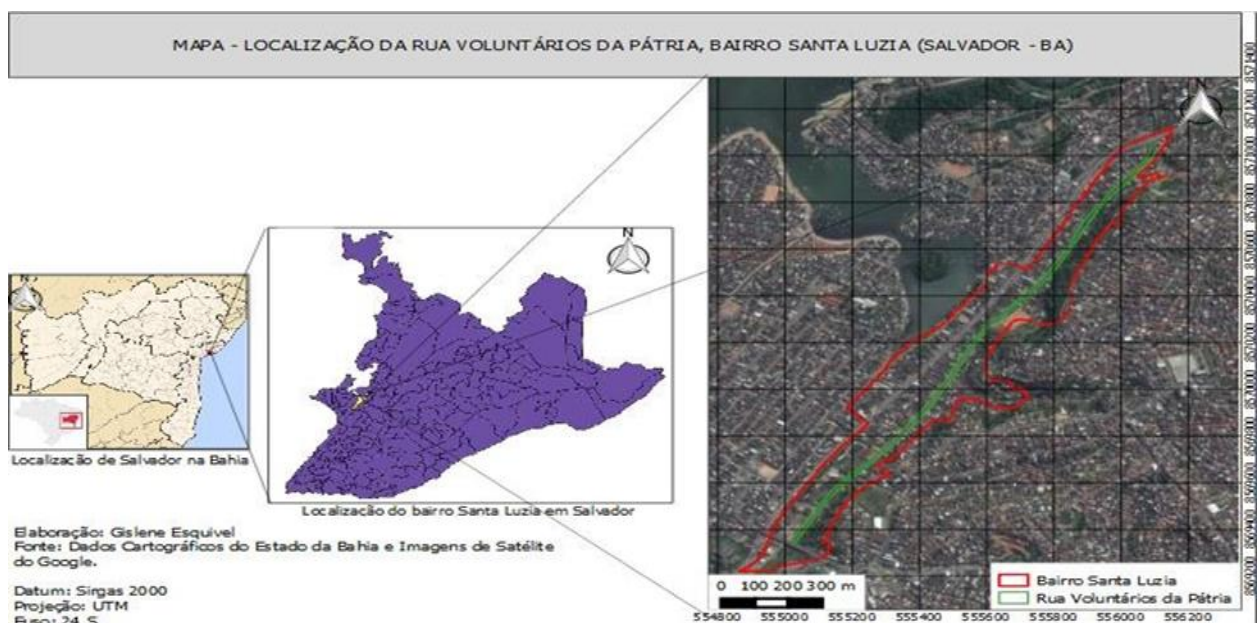 MAPA - LOCALIZAÇÃO DA RUA VOLUNTÁRIOS DA PÁTRIA, BAIRRO SANTA LUZIA (SALVADOR - BA)
N
N
N
Localização de Salvador na Bahia
Localização do bairro Santa Luzia em Salvador
Elaboração: Gislene Esquivel
Fonte: Dados Cartográficos do Estado da Bahia e Imagens de Satélite
do Google.
Datum: Sirgas 2000
Projeção: UTM
Fuso: 24 S
0 100 200 300 m
Bairro Santa Luzia
Rua Voluntários da Pátria
554800 555000 555200 555400 555600 555800 556000 556200